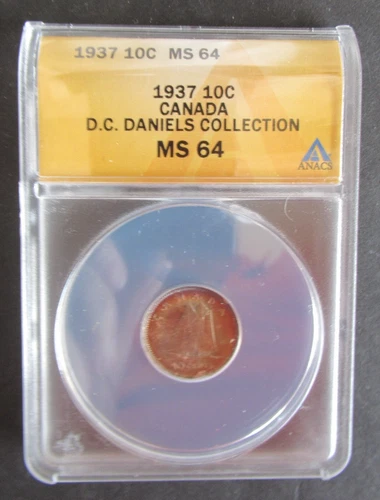 1937 10C MS 64
1937 10C
CANADA
D.C. DANIELS COLLECTION
MS 64
ANACS